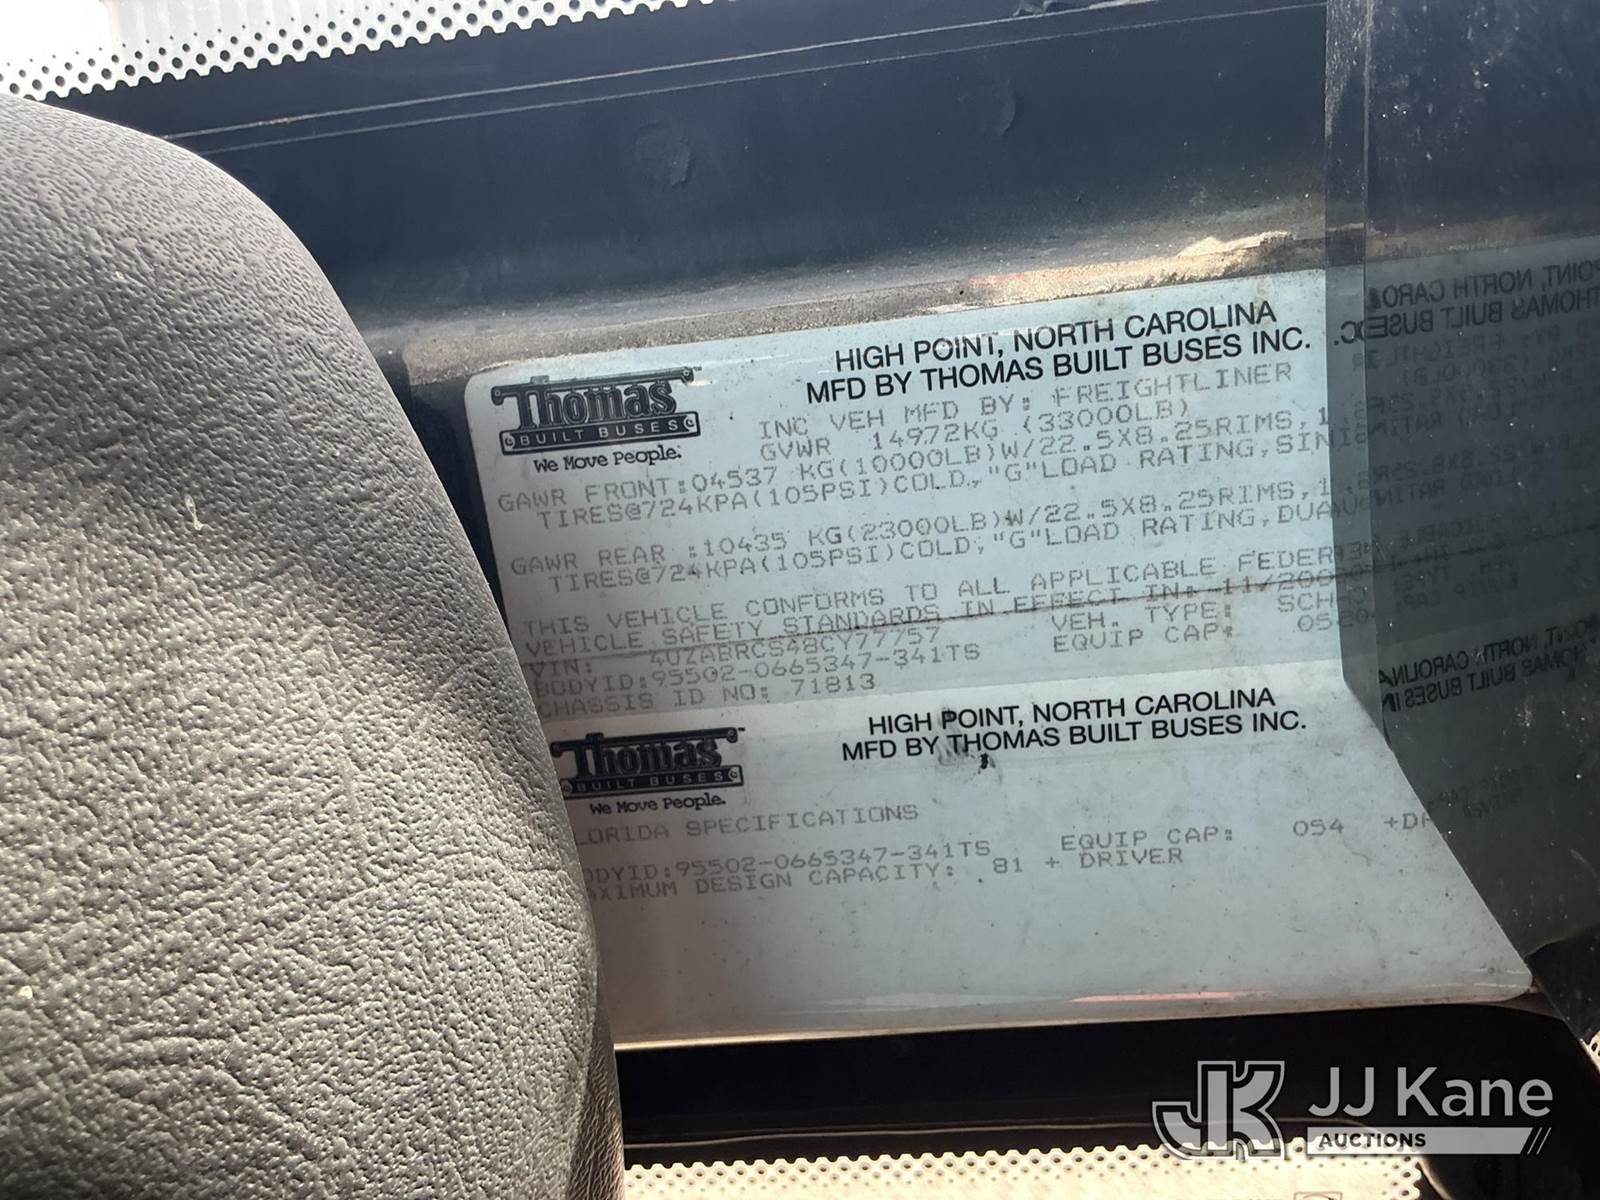 Thomas
BUILT BUSES
We Move People.
HIGH POINT, NORTH CAROLINA
MFD BY THOMAS BUILT BUSES INC.
INC VEH MFD BY: FREIGHTLINER
GVWR 14972KG (33000LB)
GAWR FRONT:04537 KG(10000LB)W/22.5X8.25RIMS,
TIRES@724KPA(105PSI)COLD,"G"LOAD RATING,
GAWR REAR :10435 KG(23000LB)W/22.5X8.25RIMS,
TIRES@724KPA(105PSI)COLD,"G"LOAD RATING,
THIS VEHICLE CONFORMS TO ALL APPLICABLE
VEHICLE SAFETY STANDARDS IN EFFECT IN:
VIN: 4UZABRCS48CY77757 VEH. TYPE:
BODYID:95502-0665347-341TS EQUIP CAP:
CHASSIS ID NO: 71813
Thomas
BUILT BUSES
We Move People.
HIGH POINT, NORTH CAROLINA
MFD BY THOMAS BUILT BUSES INC.
SPECIFICATIONS
95502-0665347-341TS EQUIP CAP: 054
DESIGN CAPACITY: 81 + DRIVER
JK JJ Kane
AUCTIONS